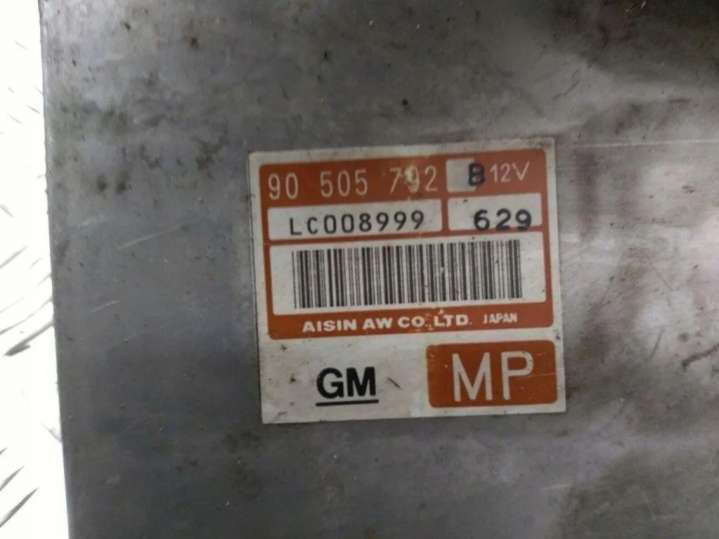 90 505 792 B 12V
LC008999 629
AISIN AW CO.,LTD. JAPAN
GM MP